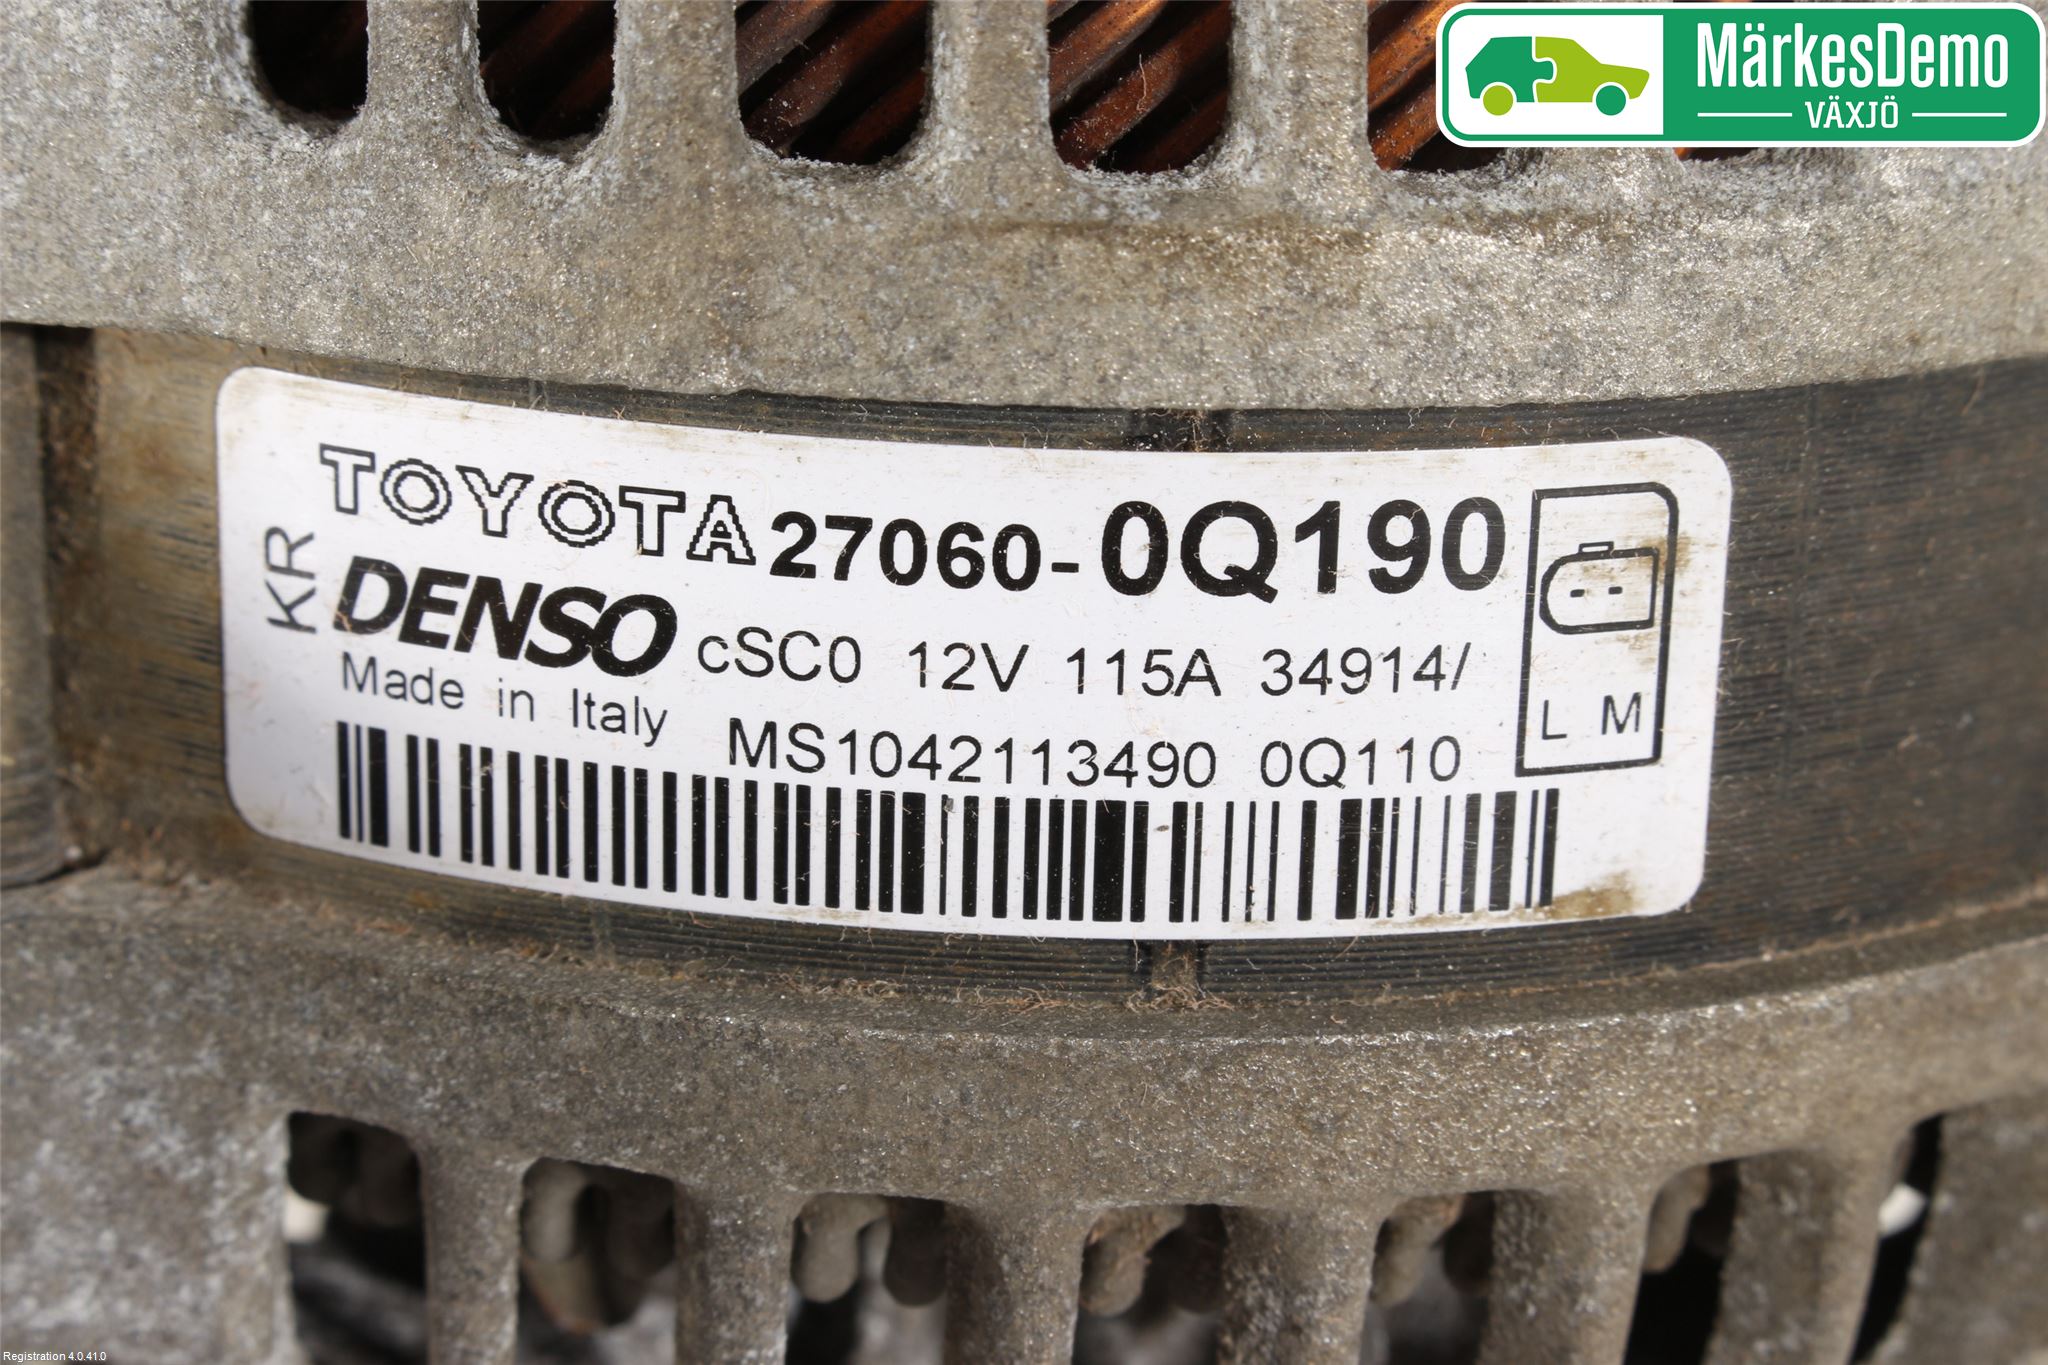 MärkesDemo
VÄXJÖ
TOYOTA 27060-0Q190
KR
DENSO cSC0 12V 115A 34914/
Made in Italy MS1042113490 0Q110
L M
Registration 4.0.41.0